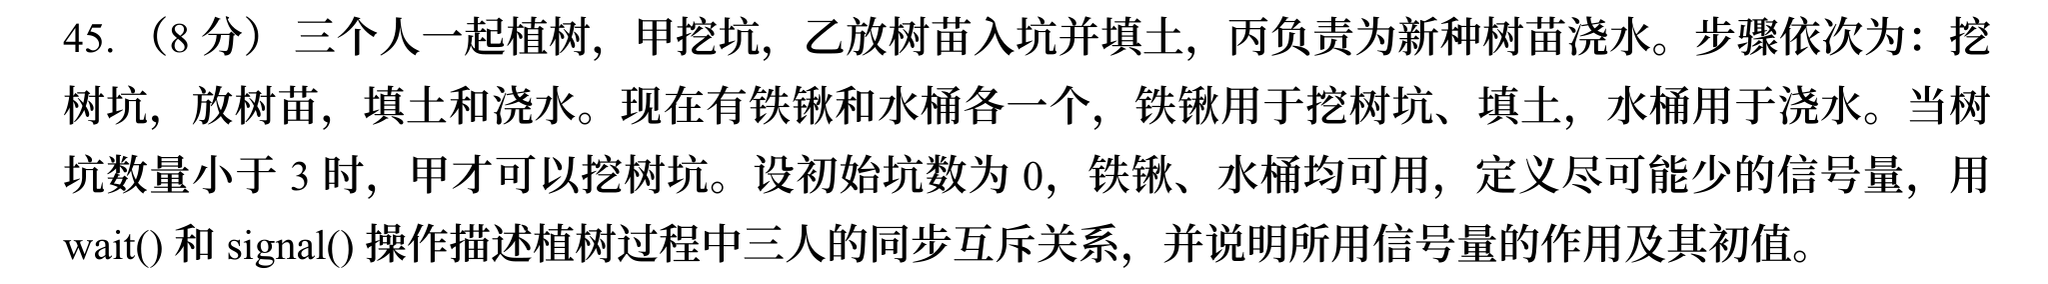 45. （8 分） 三个人一起植树，甲挖坑，乙放树苗入坑并填土，丙负责为新种树苗浇水。步骤依次为：挖
树坑，放树苗，填土和浇水。现在有铁锹和水桶各一个，铁锹用于挖树坑、填土，水桶用于浇水。当树
坑数量小于 3 时，甲才可以挖树坑。设初始坑数为 0，铁锹、水桶均可用，定义尽可能少的信号量，用
wait() 和 signal() 操作描述植树过程中三人的同步互斥关系，并说明所用信号量的作用及其初值。